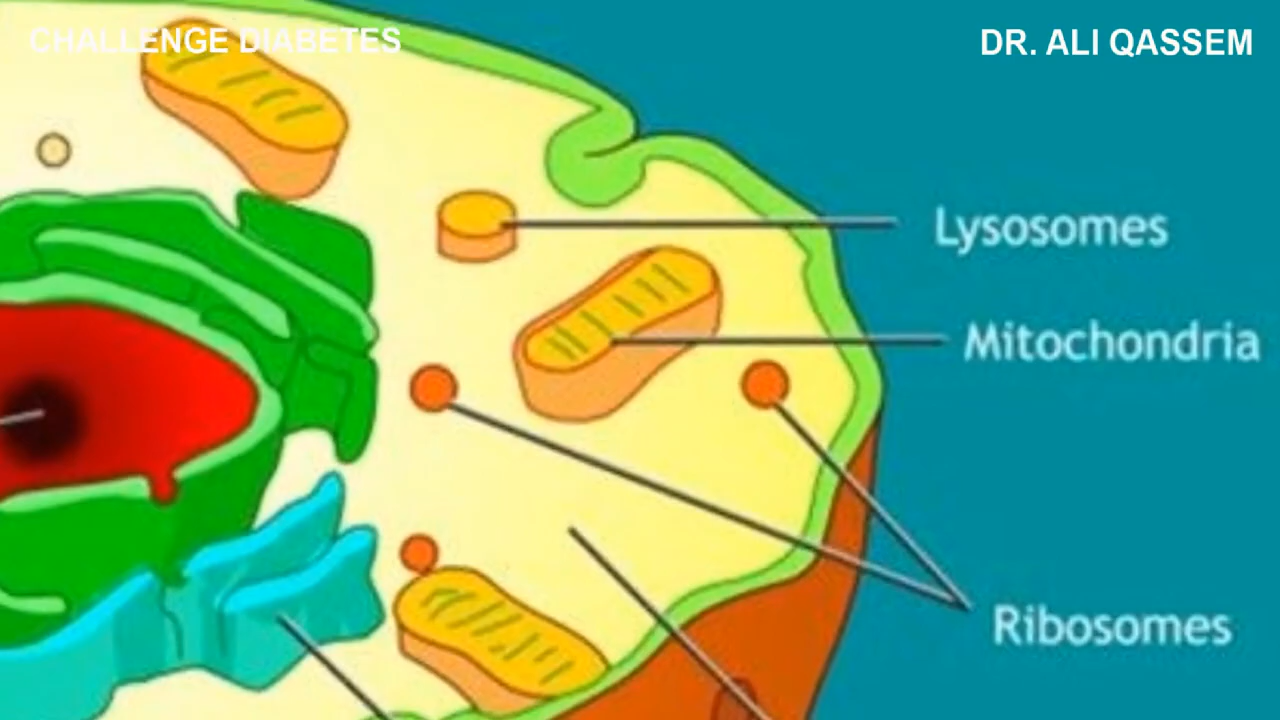 CHALLENGE DIABETES
DR. ALI QASSEM
Lysosomes
Mitochondria
Ribosomes